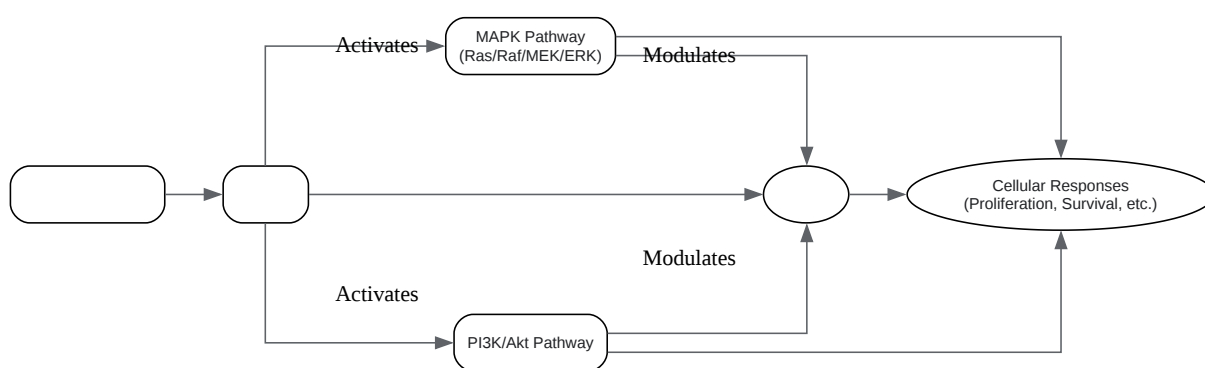 Activates
MAPK Pathway
(Ras/Raf/MEK/ERK)
Modulates
Cellular Responses
(Proliferation, Survival, etc.)
Modulates
Activates
PI3K/Akt Pathway